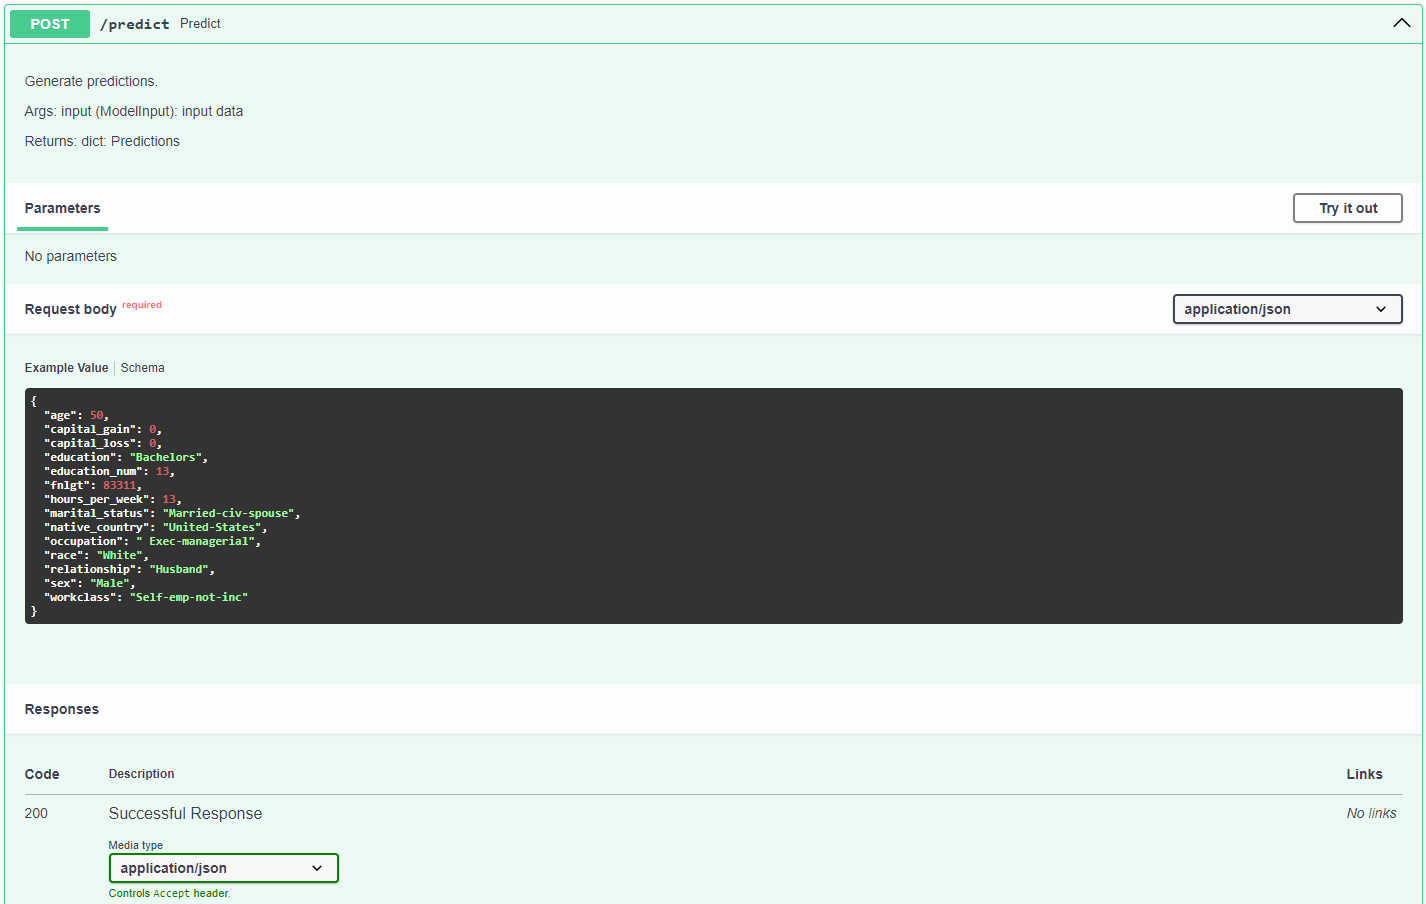 POST /predict Predict
Generate predictions.
Args: input (ModelInput): input data
Returns: dict: Predictions
Parameters
Try it out
No parameters
Request body required
application/json
Example Value | Schema
{
  "age": 50,
  "capital_gain": 0,
  "capital_loss": 0,
  "education": "Bachelors",
  "education_num": 13,
  "fnlgt": 83311,
  "hours_per_week": 13,
  "marital_status": "Married-civ-spouse",
  "native_country": "United-States",
  "occupation": " Exec-managerial",
  "race": "White",
  "relationship": "Husband",
  "sex": "Male",
  "workclass": "Self-emp-not-inc"
}
Responses
Code Description Links
200 Successful Response No links
Media type
application/json
Controls Accept header.